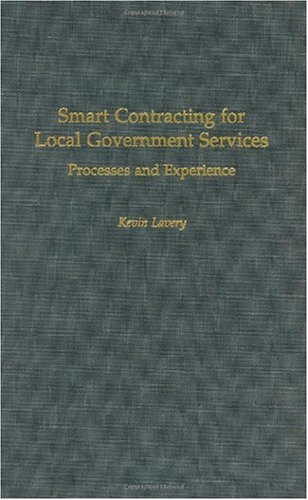 Smart Contracting for
Local Government Services
Processes and Experience
Kevin Lavery